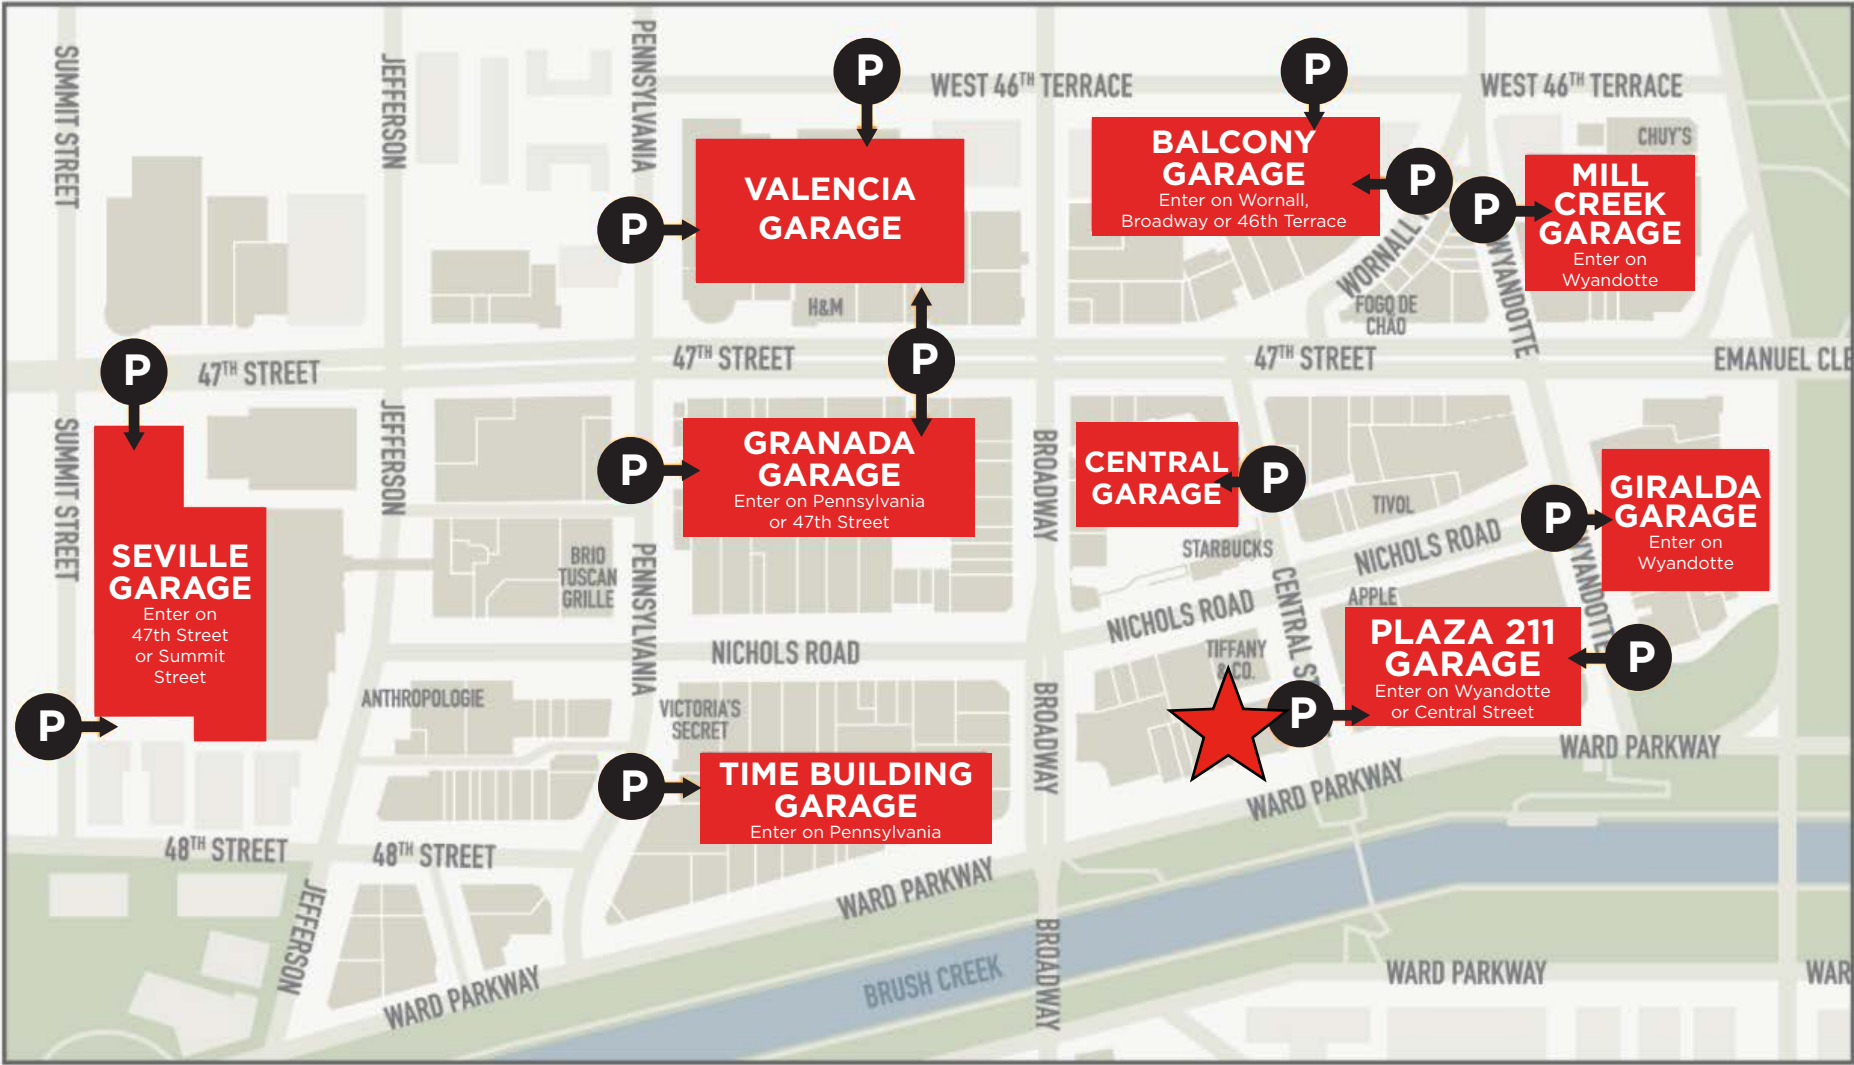 SUMMIT STREET
JEFFERSON
PENNSYLVANIA
P
WEST 46TH TERRACE
P
WEST 46TH TERRACE
CHUY'S
VALENCIA
GARAGE
P
BALCONY
GARAGE
Enter on Wornall,
Broadway or 46th Terrace
P
P
MILL
CREEK
GARAGE
Enter on
Wyandotte
WORNALL
WYANDOTTE
H&M
FOGO DE
CHÃO
P
47TH STREET
47TH STREET
P
47TH STREET
EMANUEL CLE
SUMMIT STREET
JEFFERSON
P
GRANADA
GARAGE
Enter on Pennsylvania
or 47th Street
BROADWAY
CENTRAL
GARAGE
P
TIVOL
P
GIRALDA
GARAGE
Enter on
Wyandotte
SEVILLE
GARAGE
Enter on
47th Street
or Summit
Street
BRIO
TUSCAN
GRILLE
PENNSYLVANIA
STARBUCKS
NICHOLS ROAD
CENTRAL ST
APPLE
WYANDOTTE
NICHOLS ROAD
NICHOLS ROAD
TIFFANY
& CO.
PLAZA 211
GARAGE
Enter on Wyandotte
or Central Street
P
P
P
ANTHROPOLOGIE
VICTORIA'S
SECRET
BROADWAY
P
TIME BUILDING
GARAGE
Enter on Pennsylvania
WARD PARKWAY
WARD PARKWAY
48TH STREET
48TH STREET
JEFFERSON
WARD PARKWAY
WARD PARKWAY
BRUSH CREEK
BROADWAY
WARD PARKWAY
WAR